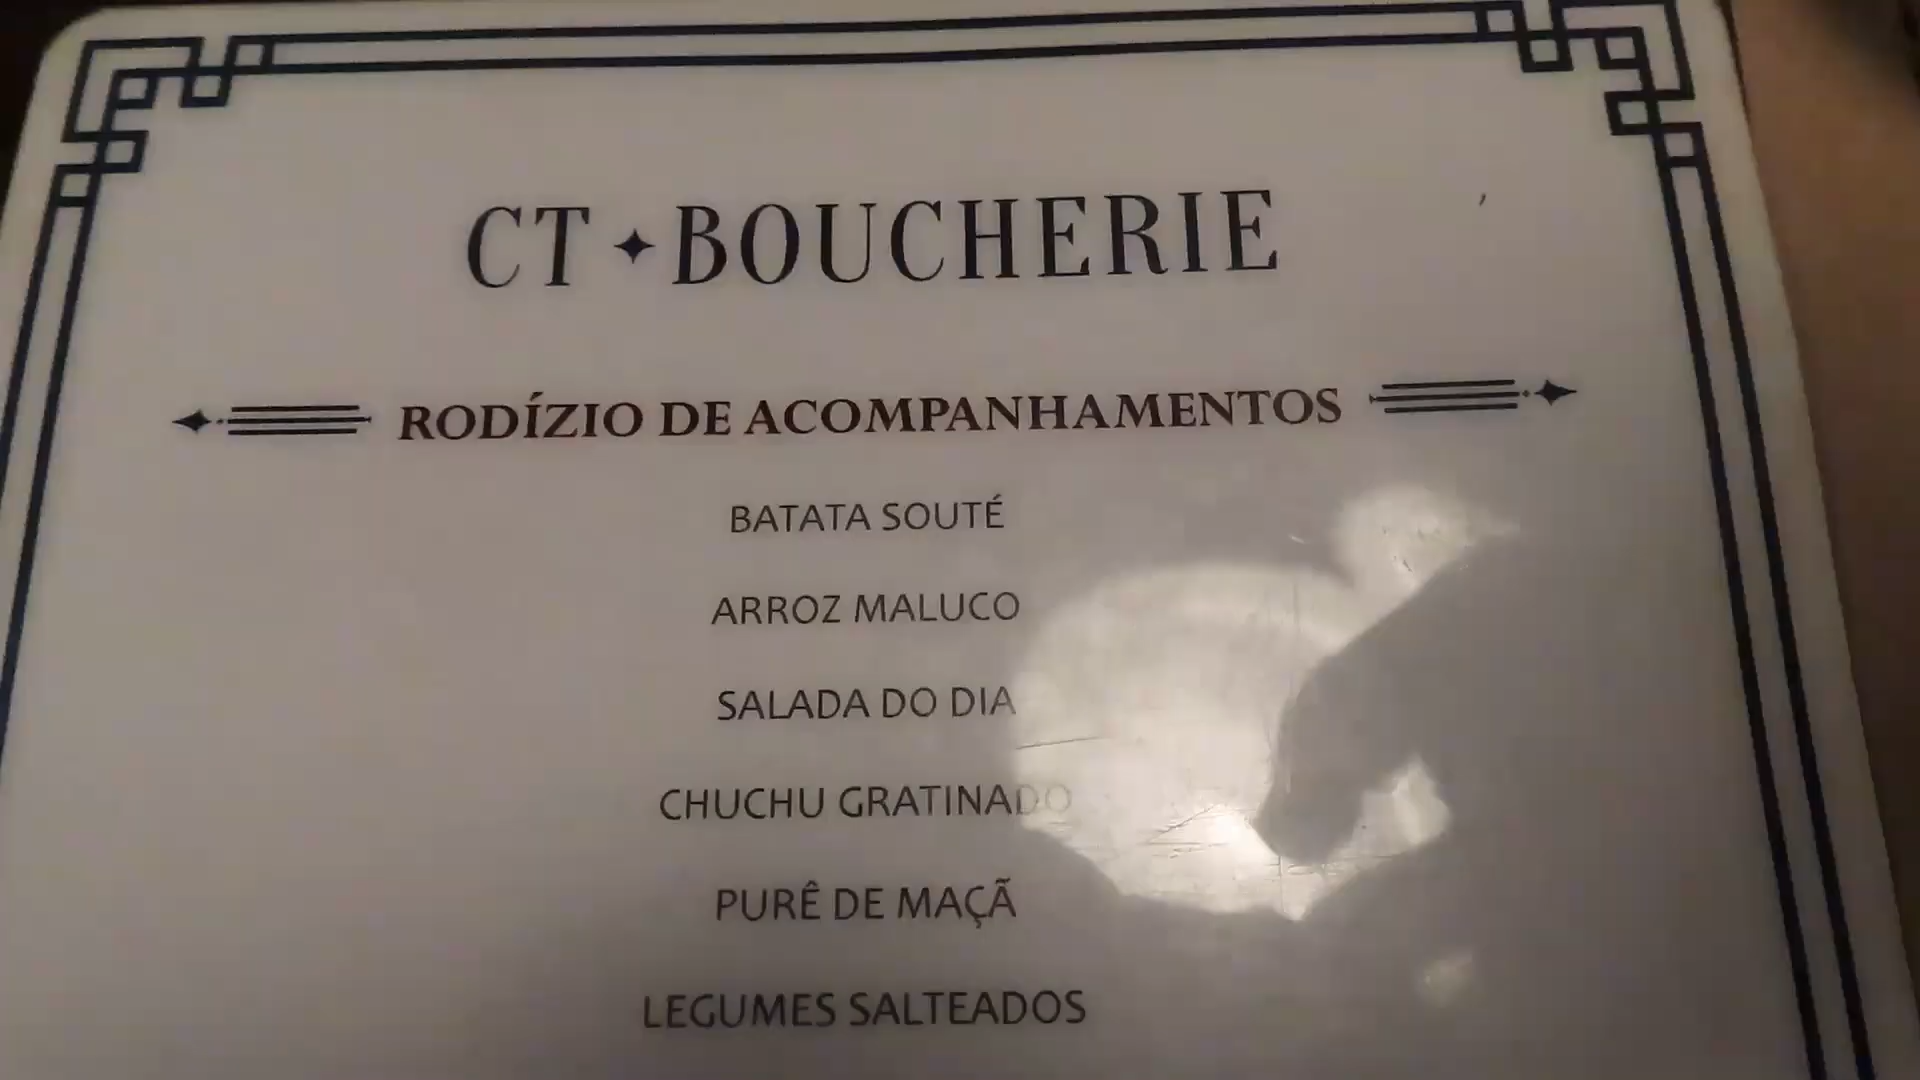 CT✦BOUCHERIE
RODÍZIO DE ACOMPANHAMENTOS
BATATA SOUTÉ
ARROZ MALUCO
SALADA DO DIA
CHUCHU GRATINADO
PURÊ DE MAÇÃ
LEGUMES SALTEADOS